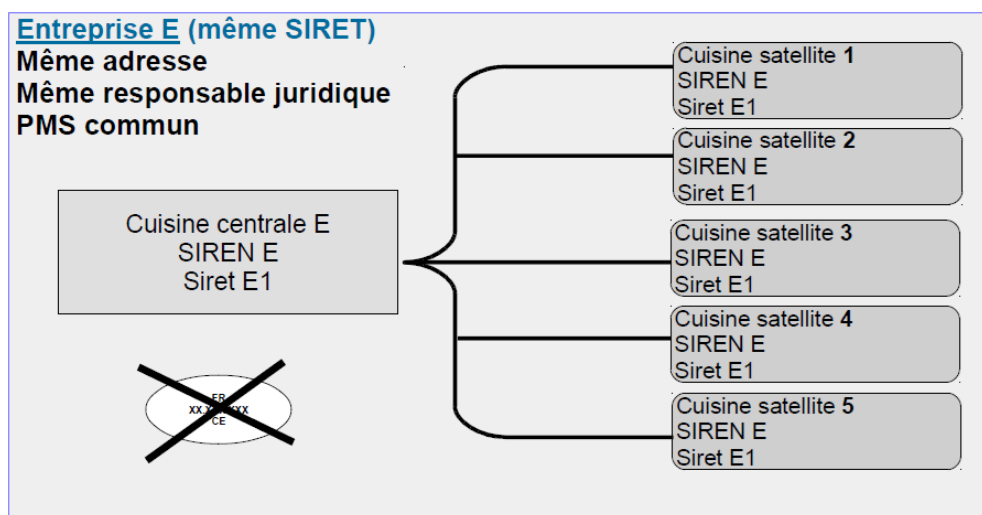 Entreprise E (même SIRET)
Même adresse
Même responsable juridique
PMS commun
Cuisine centrale E
SIREN E
Siret E1
FR
CE
Cuisine satellite 1
SIREN E
Siret E1
Cuisine satellite 2
SIREN E
Siret E1
Cuisine satellite 3
SIREN E
Siret E1
Cuisine satellite 4
SIREN E
Siret E1
Cuisine satellite 5
SIREN E
Siret E1